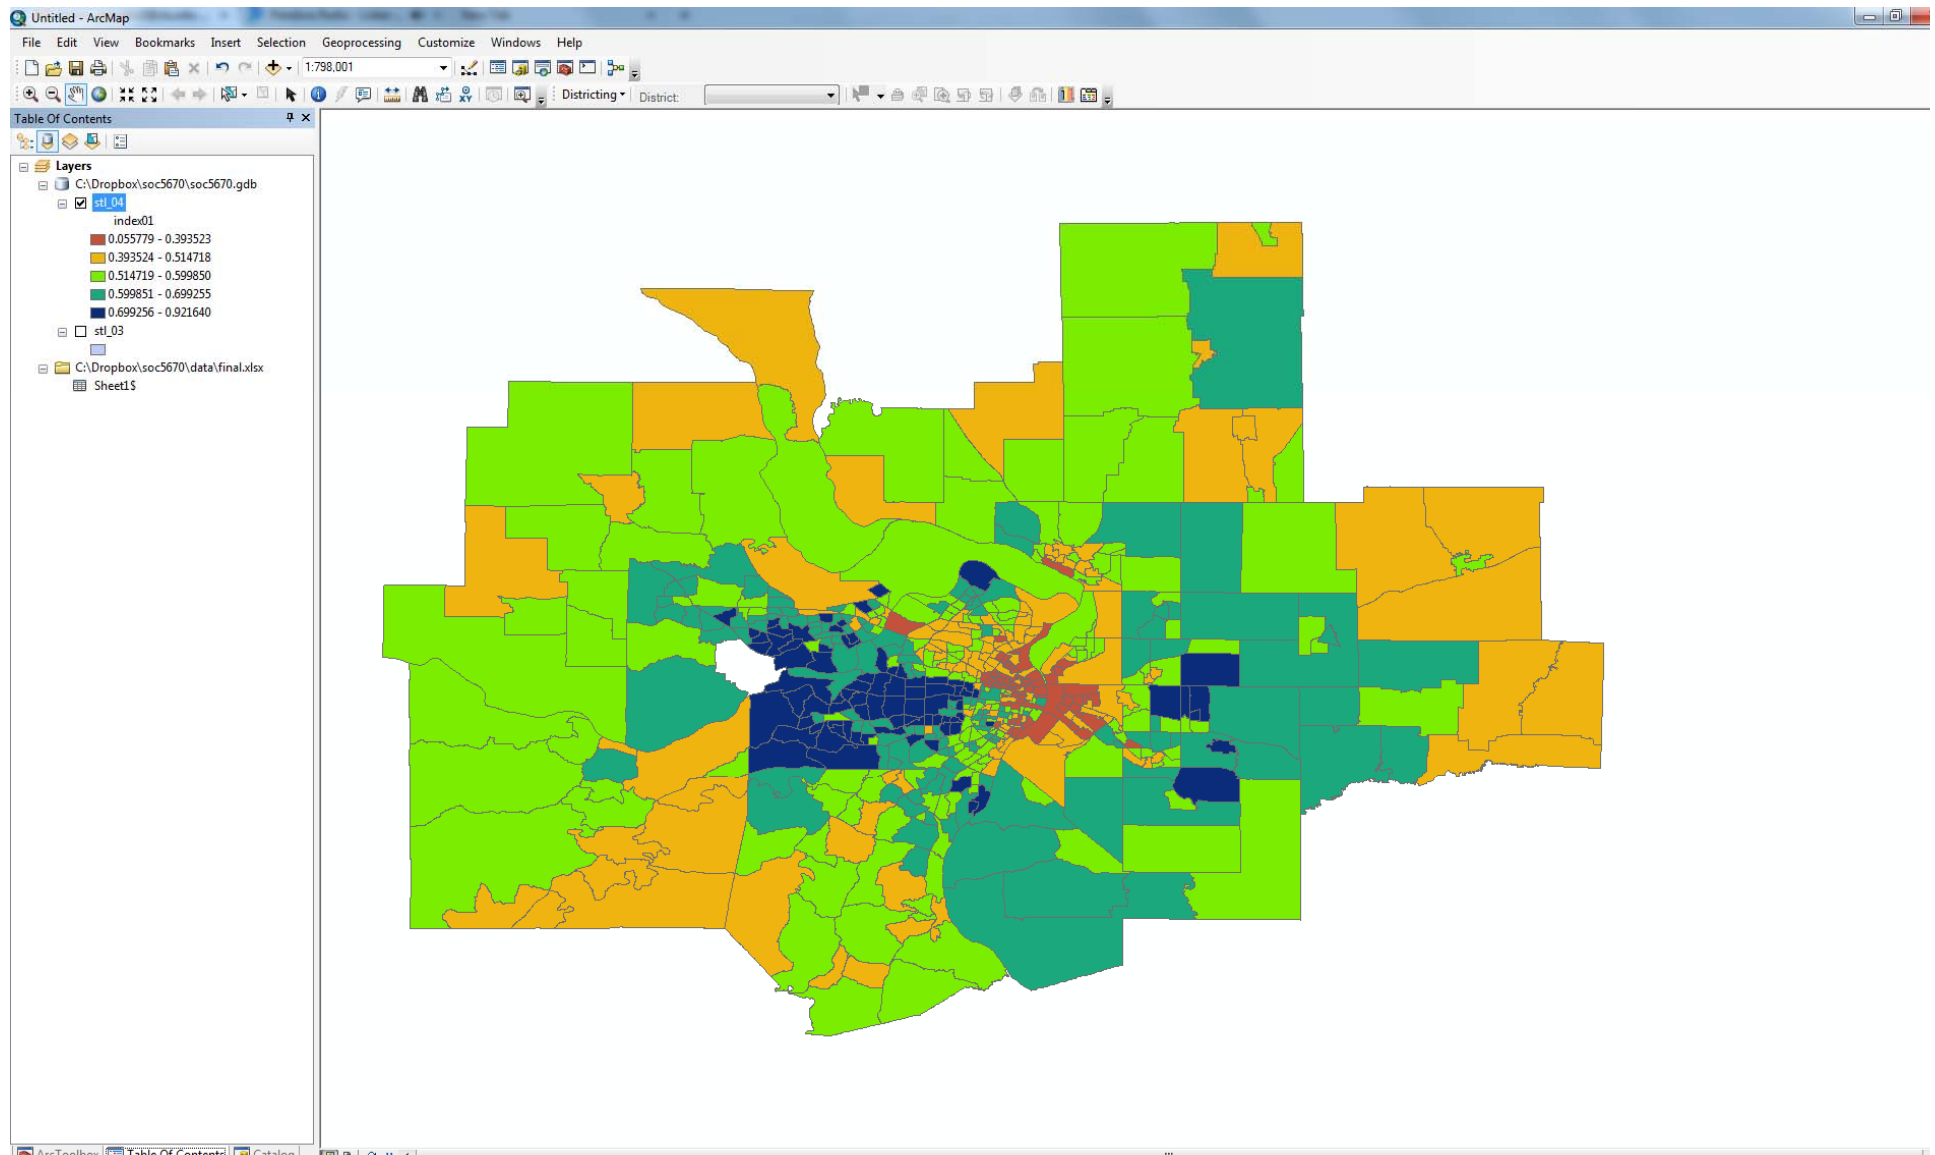 Untitled - ArcMap
File Edit View Bookmarks Insert Selection Geoprocessing Customize Windows Help
1:798,001
Districting District:
Table Of Contents
Layers
C:\Dropbox\soc5670\soc5670.gdb
stl_04
index01
0.055779 - 0.393523
0.393524 - 0.514718
0.514719 - 0.599850
0.599851 - 0.699255
0.699256 - 0.921640
stl_03
C:\Dropbox\soc5670\data\final.xlsx
Sheet1$
ArcToolbox Table Of Contents Catalog